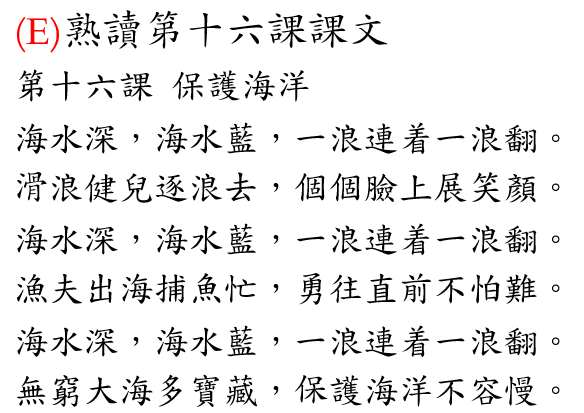 (E)熟讀第十六課課文
第十六課 保護海洋
海水深，海水藍，一浪連着一浪翻。
滑浪健兒逐浪去，個個臉上展笑顏。
海水深，海水藍，一浪連着一浪翻。
漁夫出海捕魚忙，勇往直前不怕難。
海水深，海水藍，一浪連着一浪翻。
無窮大海多寶藏，保護海洋不容慢。